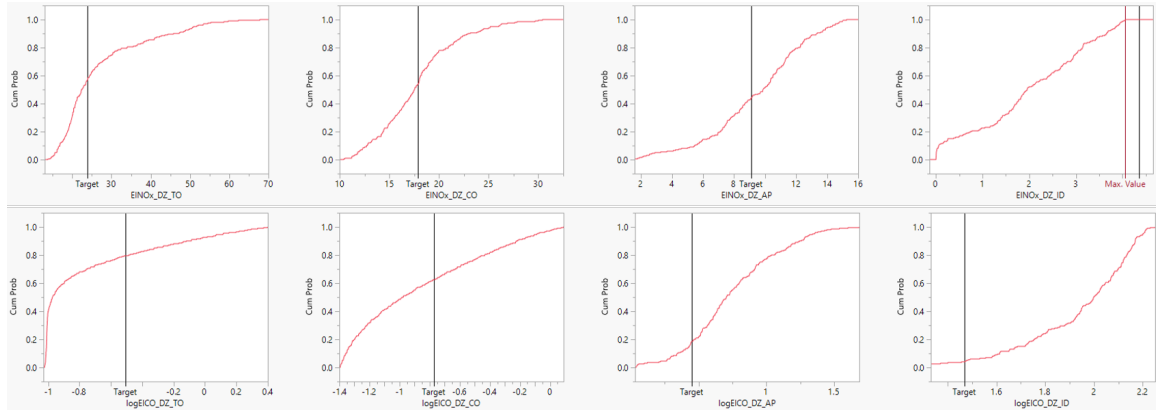 1.0
0.8
0.6
0.4
0.2
0.0
Cum Prob
Target 30 40 50 60 70
EINOx_DZ_TO
1.0
0.8
0.6
0.4
0.2
0.0
Cum Prob
10 Target 20 25 30
EINOx_DZ_CO
1.0
0.8
0.6
0.4
0.2
0.0
Cum Prob
2 4 6 8 Target 12 14 16
EINOx_DZ_AP
1.0
0.8
0.6
0.4
0.2
0.0
Cum Prob
0 1 2 3 Max. Value
EINOx_DZ_ID
1.0
0.8
0.6
0.4
0.2
0.0
Cum Prob
-1 -0.8 Target -0.2 0 0.2 0.4
logEICO_DZ_TO
1.0
0.8
0.6
0.4
0.2
0.0
Cum Prob
-1.4 -1.2 -1 Target -0.6 -0.4 -0.2 0
logEICO_DZ_CO
1.0
0.8
0.6
0.4
0.2
0.0
Cum Prob
Target 1 1.5
logEICO_DZ_AP
1.0
0.8
0.6
0.4
0.2
0.0
Cum Prob
Target 1.6 1.8 2 2.2
logEICO_DZ_ID